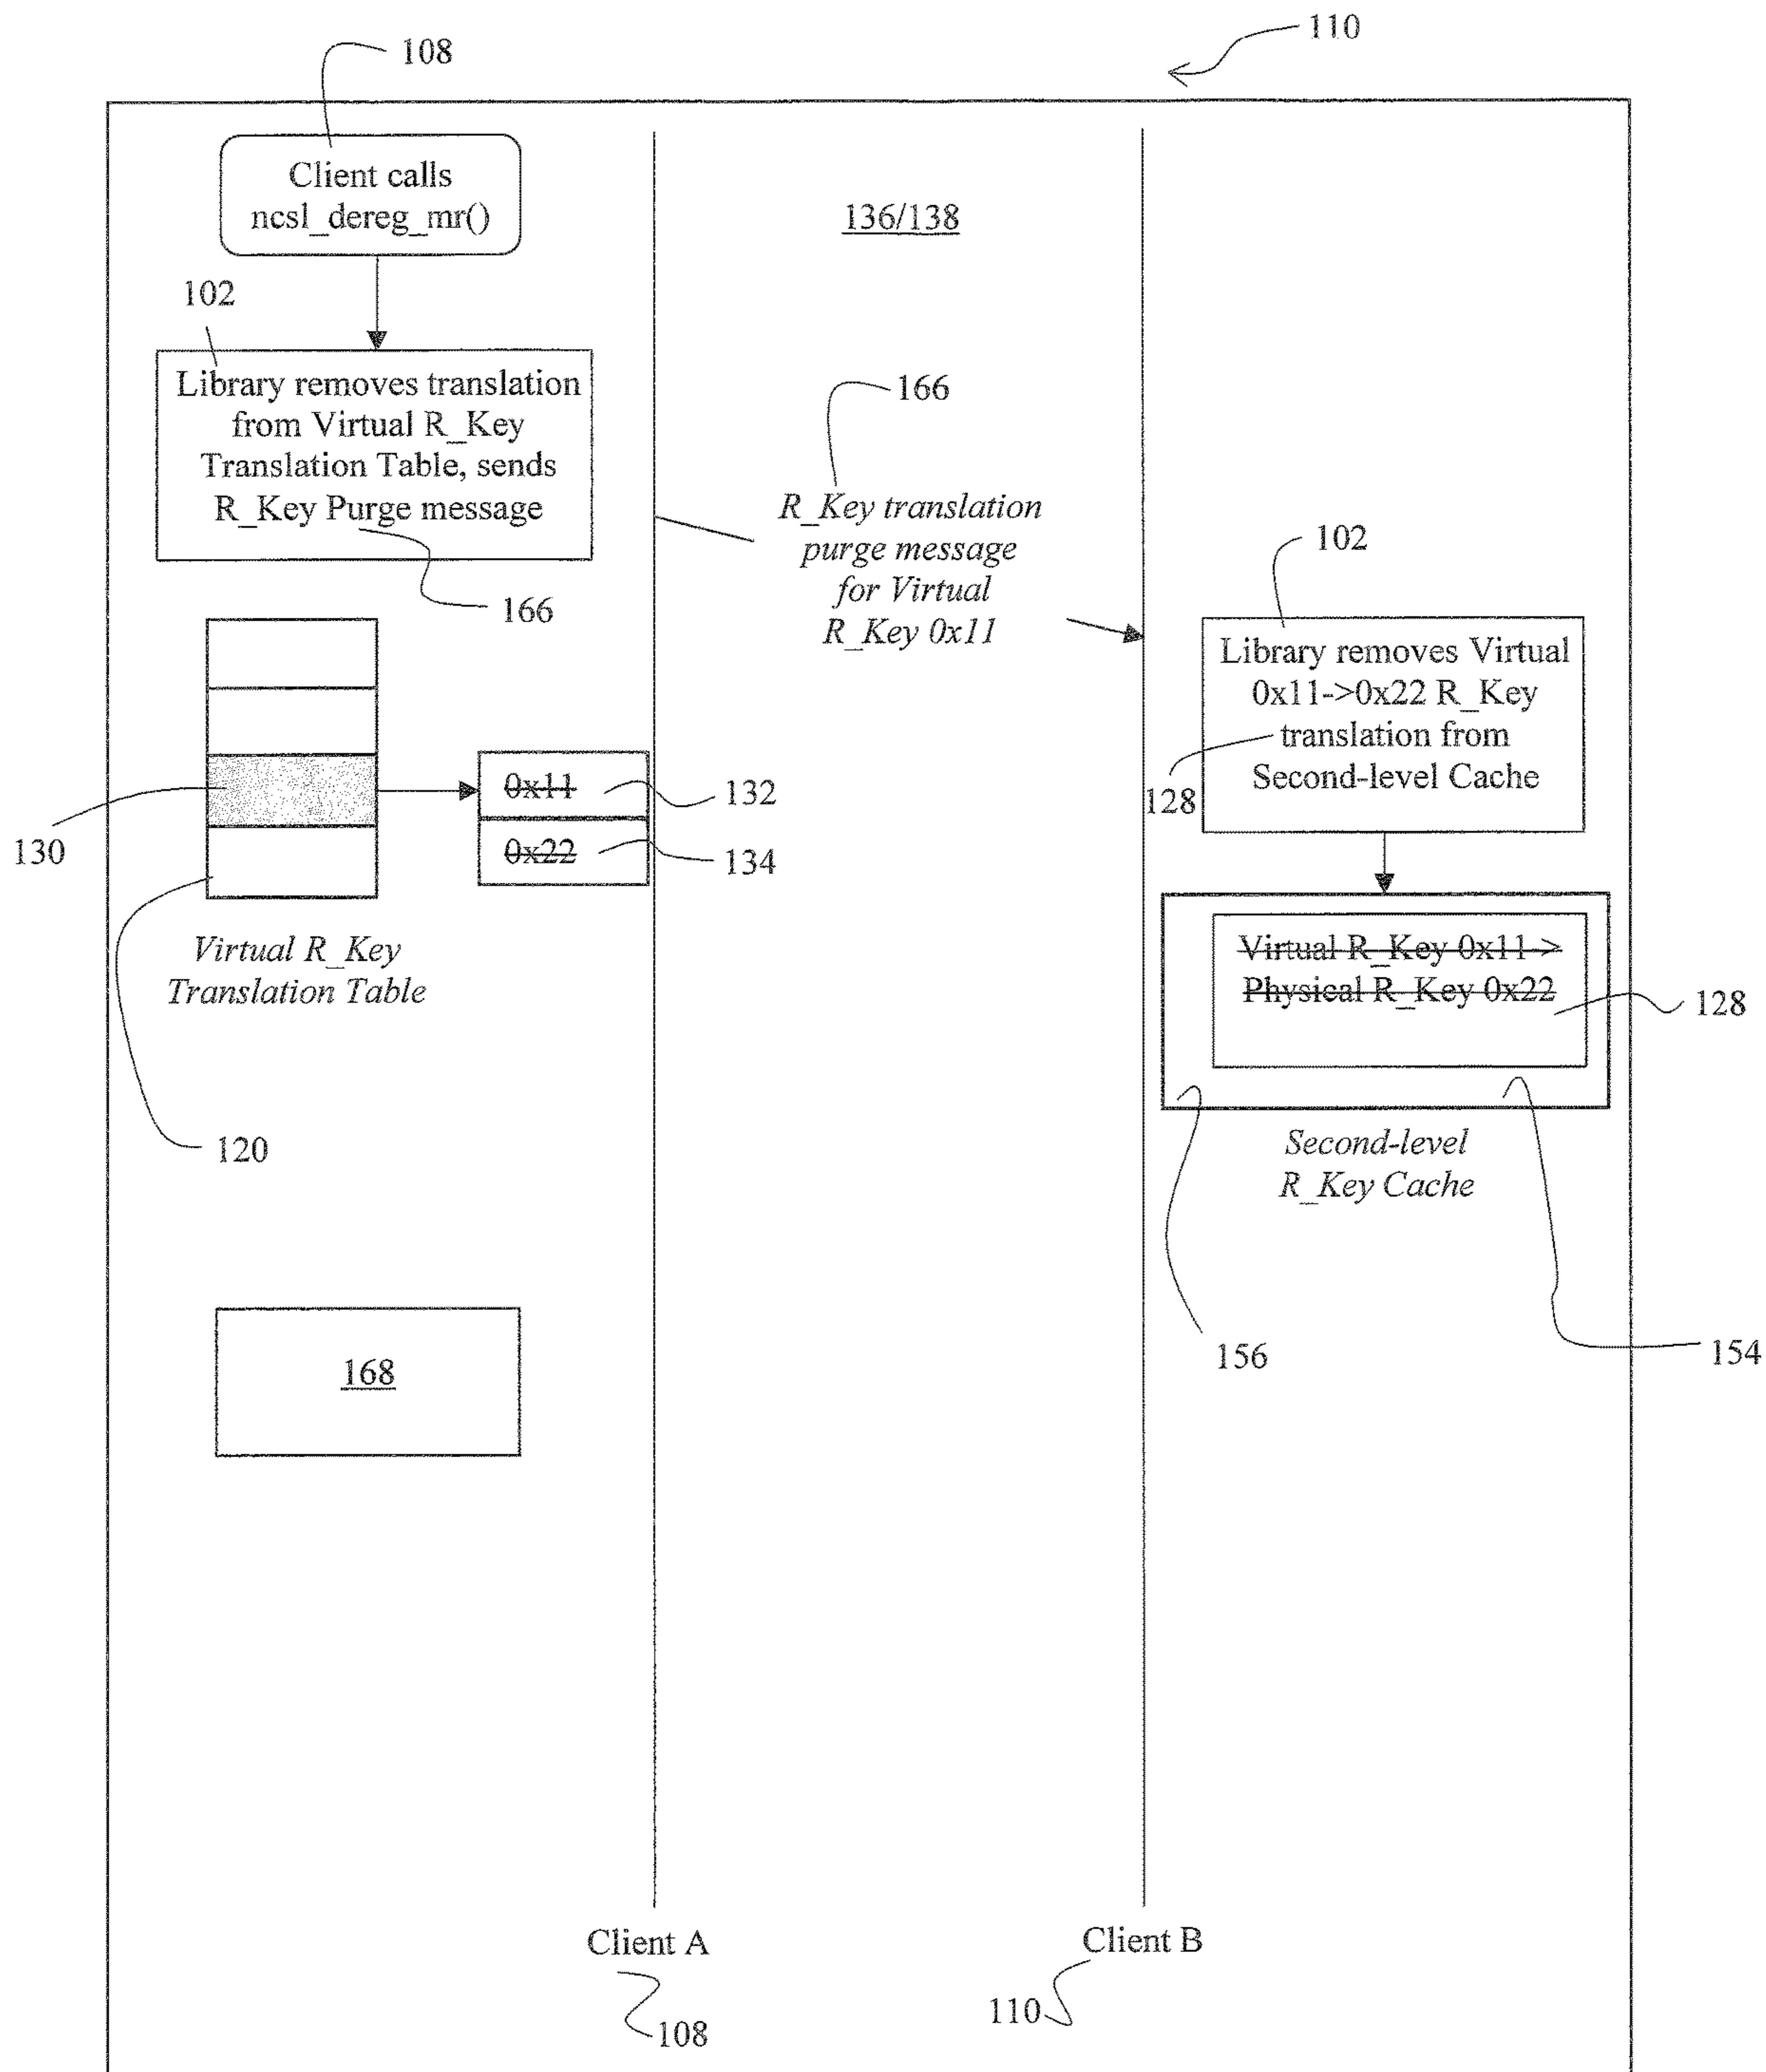 110
108
Client calls
ncsl_dereg_mr()
136/138
102
Library removes translation
from Virtual R_Key
Translation Table, sends
R_Key Purge message
166
166
R_Key translation
purge message
for Virtual
R_Key 0x11
102
Library removes Virtual
0x11->0x22 R_Key
translation from
Second-level Cache
128
0x11
132
0x22
134
130
Virtual R_Key
Translation Table
120
Virtual R_Key 0x11 >
Physical R_Key 0x22
128
Second-level
R_Key Cache
156
154
168
Client A
108
Client B
110